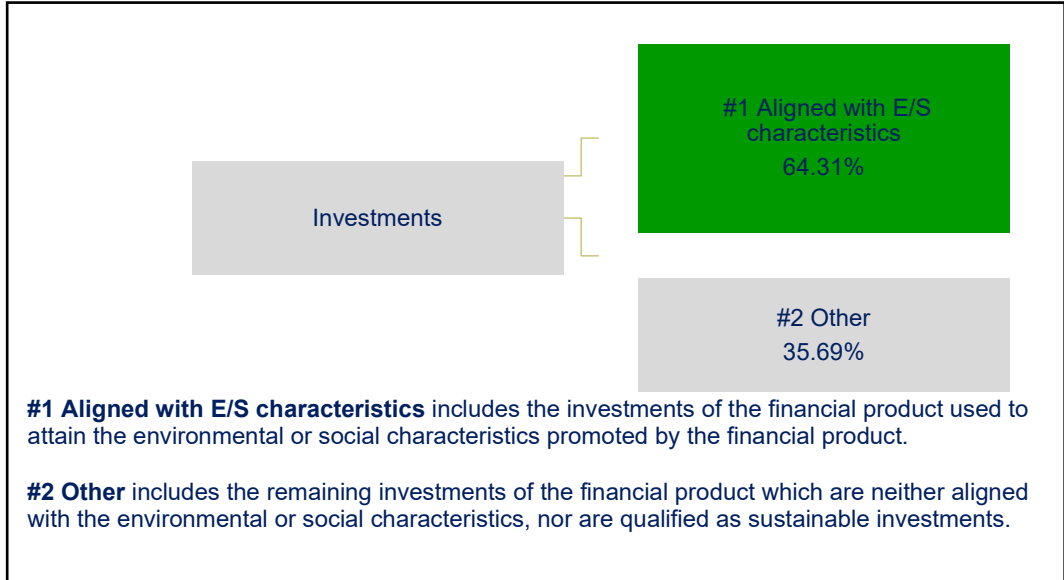 #1 Aligned with E/S
characteristics
64.31%
Investments
#2 Other
35.69%
#1 Aligned with E/S characteristics includes the investments of the financial product used to
attain the environmental or social characteristics promoted by the financial product.
#2 Other includes the remaining investments of the financial product which are neither aligned
with the environmental or social characteristics, nor are qualified as sustainable investments.